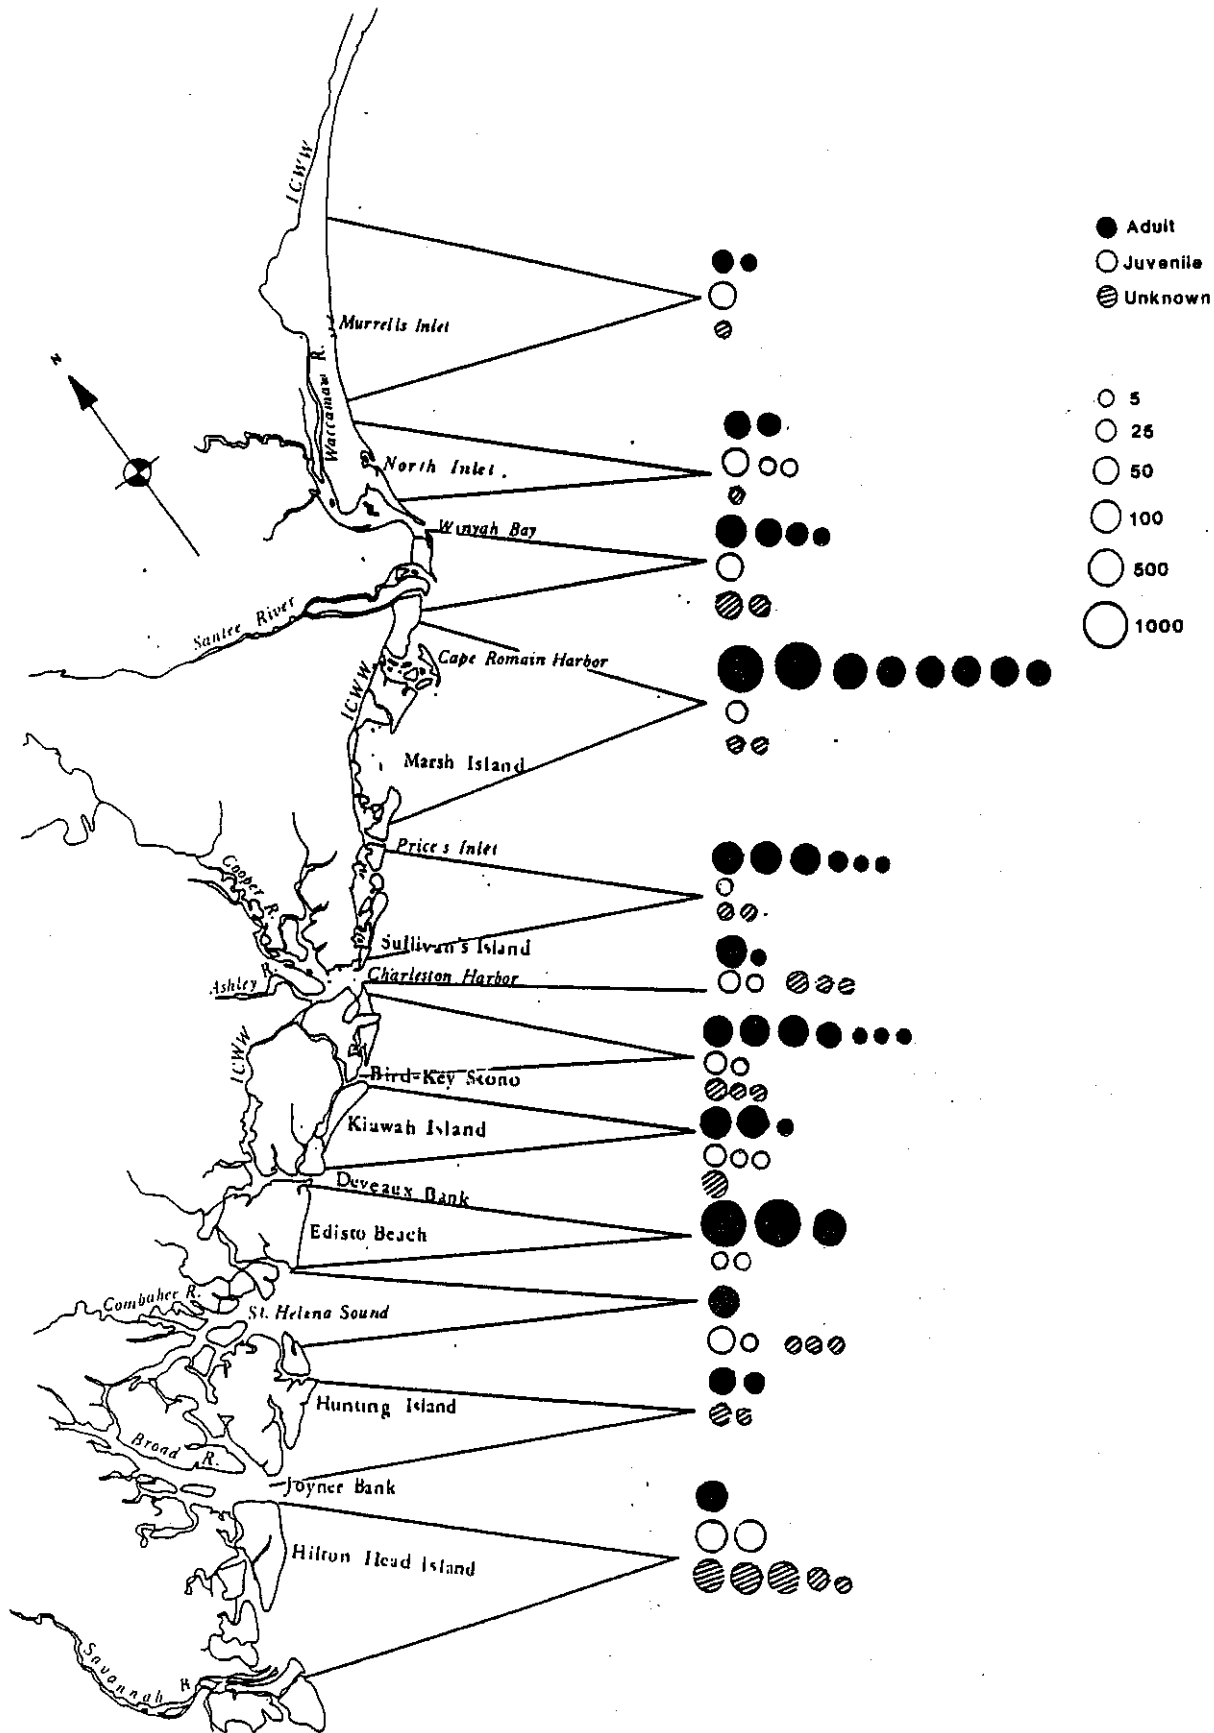 ICWW
Adult
Juvenile
Unknown
Murrells Inlet
N
Waccamaw R.
5
25
50
100
500
1000
North Inlet
Winyah Bay
Santee River
Cape Romain Harbor
ICWW
Marsh Island
Price's Inlet
Cooper R.
Sullivan's Island
Ashley R.
Charleston Harbor
ICWW
Bird-Key Stono
Kiawah Island
Deveaux Bank
Edisto Beach
Combahee R.
St. Helena Sound
Hunting Island
Broad R.
Joyner Bank
Hilton Head Island
Savannah R